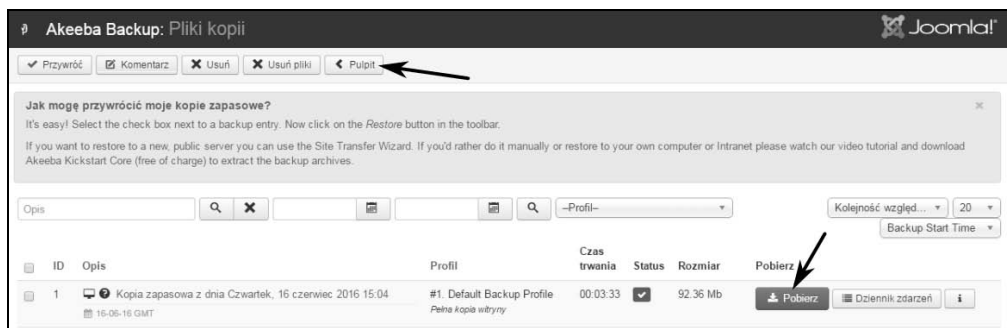 Akeeba Backup: Pliki kopii
Joomla!
Przywróć Komentarz Usuń Usuń pliki Pulpit
Jak mogę przywrócić moje kopie zapasowe?
It's easy! Select the check box next to a backup entry. Now click on the Restore button in the toolbar.
If you want to restore to a new, public server you can use the Site Transfer Wizard. If you'd rather do it manually or restore to your own computer or Intranet please watch our video tutorial and download
Akeeba Kickstart Core (free of charge) to extract the backup archives.
Opis –Profil– Kolejność względ... 20
Backup Start Time
ID Opis Profil Czas trwania Status Rozmiar Pobierz
1 Kopia zapasowa z dnia Czwartek, 16 czerwiec 2016 15:04 #1. Default Backup Profile 00:03:33 92.36 Mb Pobierz Dziennik zdarzeń i
16-06-16 GMT Pełna kopia witryny